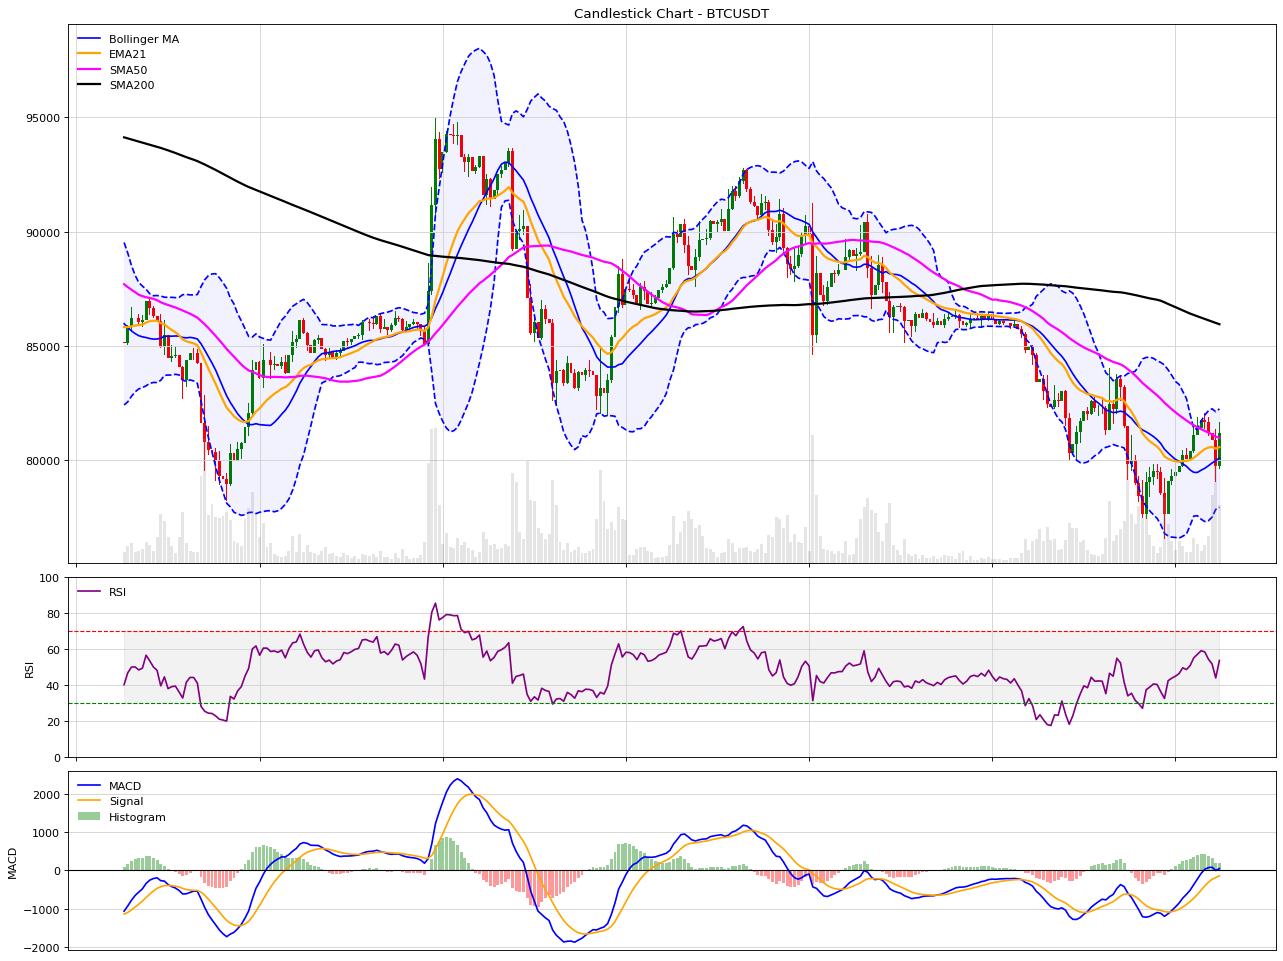 Candlestick Chart - BTCUSDT
Bollinger MA
EMA21
SMA50
SMA200
95000
90000
85000
80000
RSI
RSI
100
80
60
40
20
0
MACD
MACD
Signal
Histogram
2000
1000
0
−1000
−2000